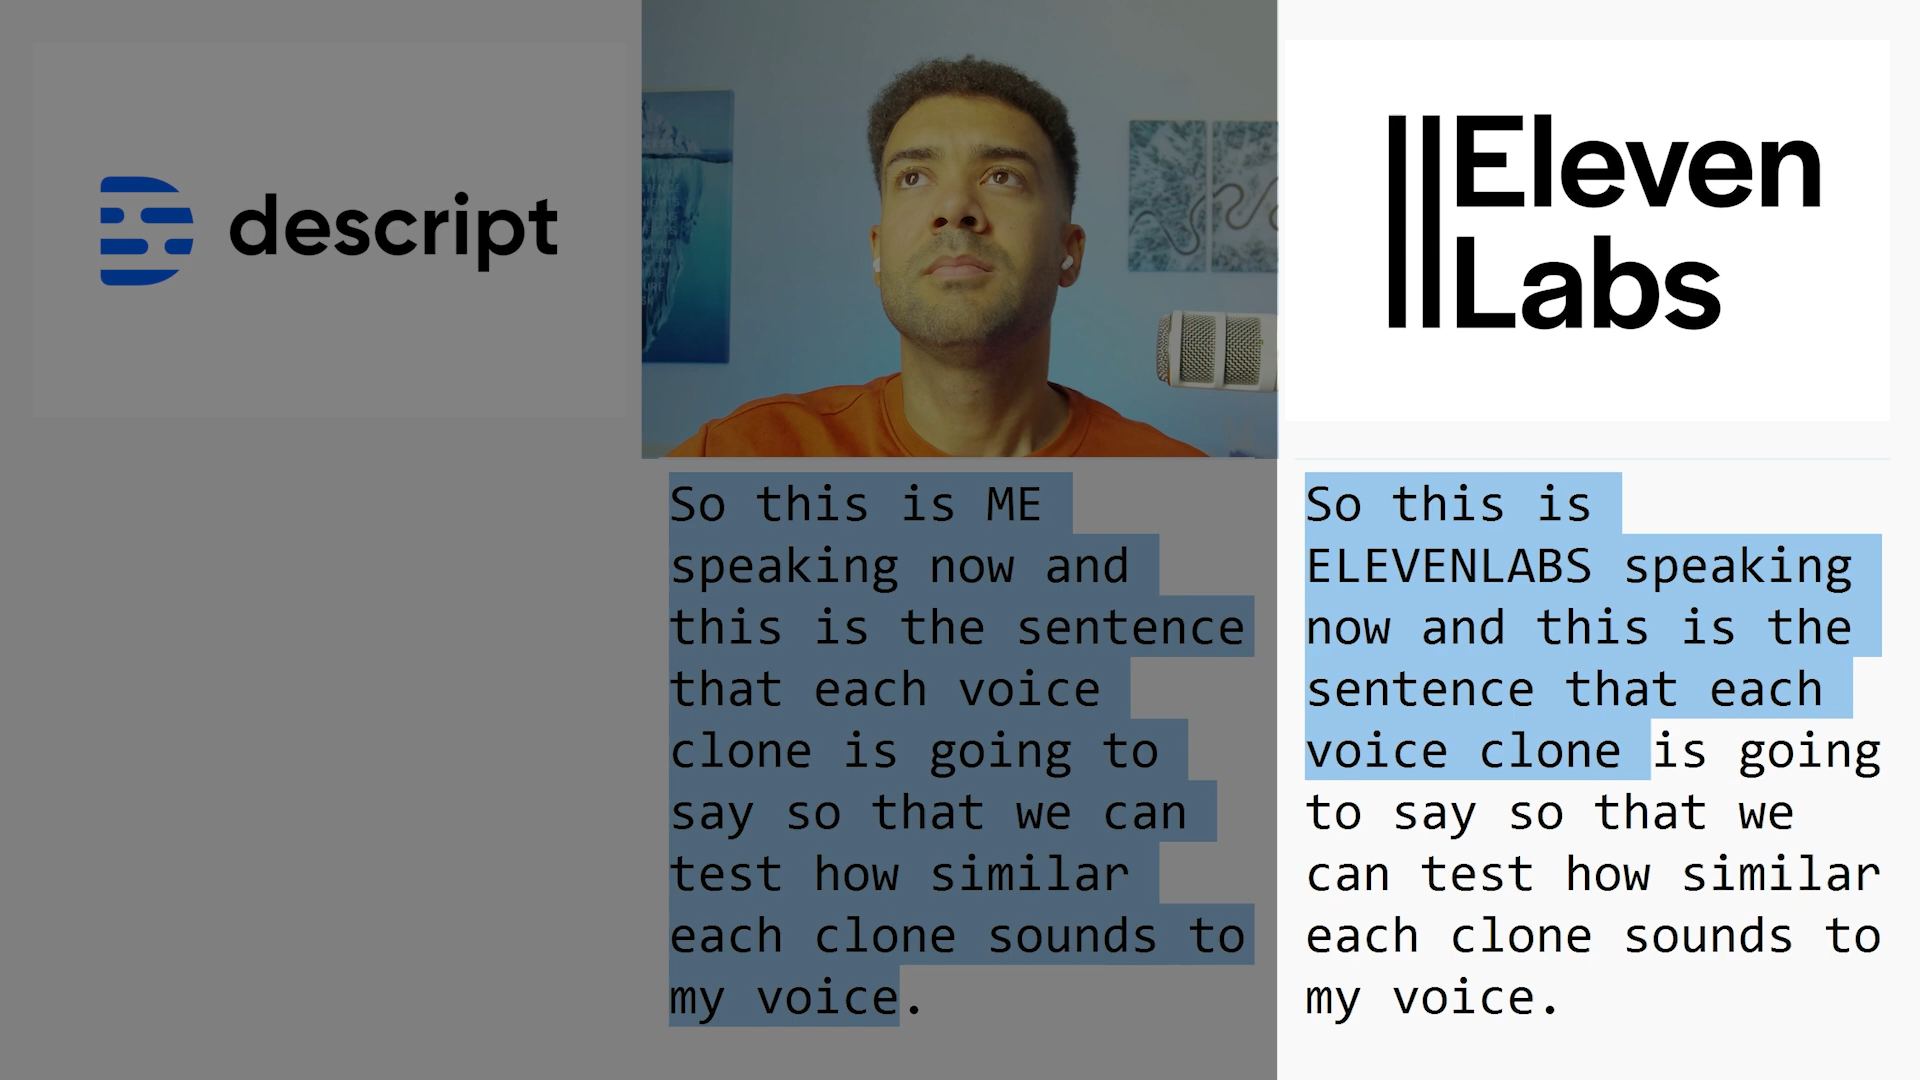 descript
So this is ME
speaking now and
this is the sentence
that each voice
clone is going to
say so that we can
test how similar
each clone sounds to
my voice.
Eleven
Labs
So this is
ELEVENLABS speaking
now and this is the
sentence that each
voice clone is going
to say so that we
can test how similar
each clone sounds to
my voice.